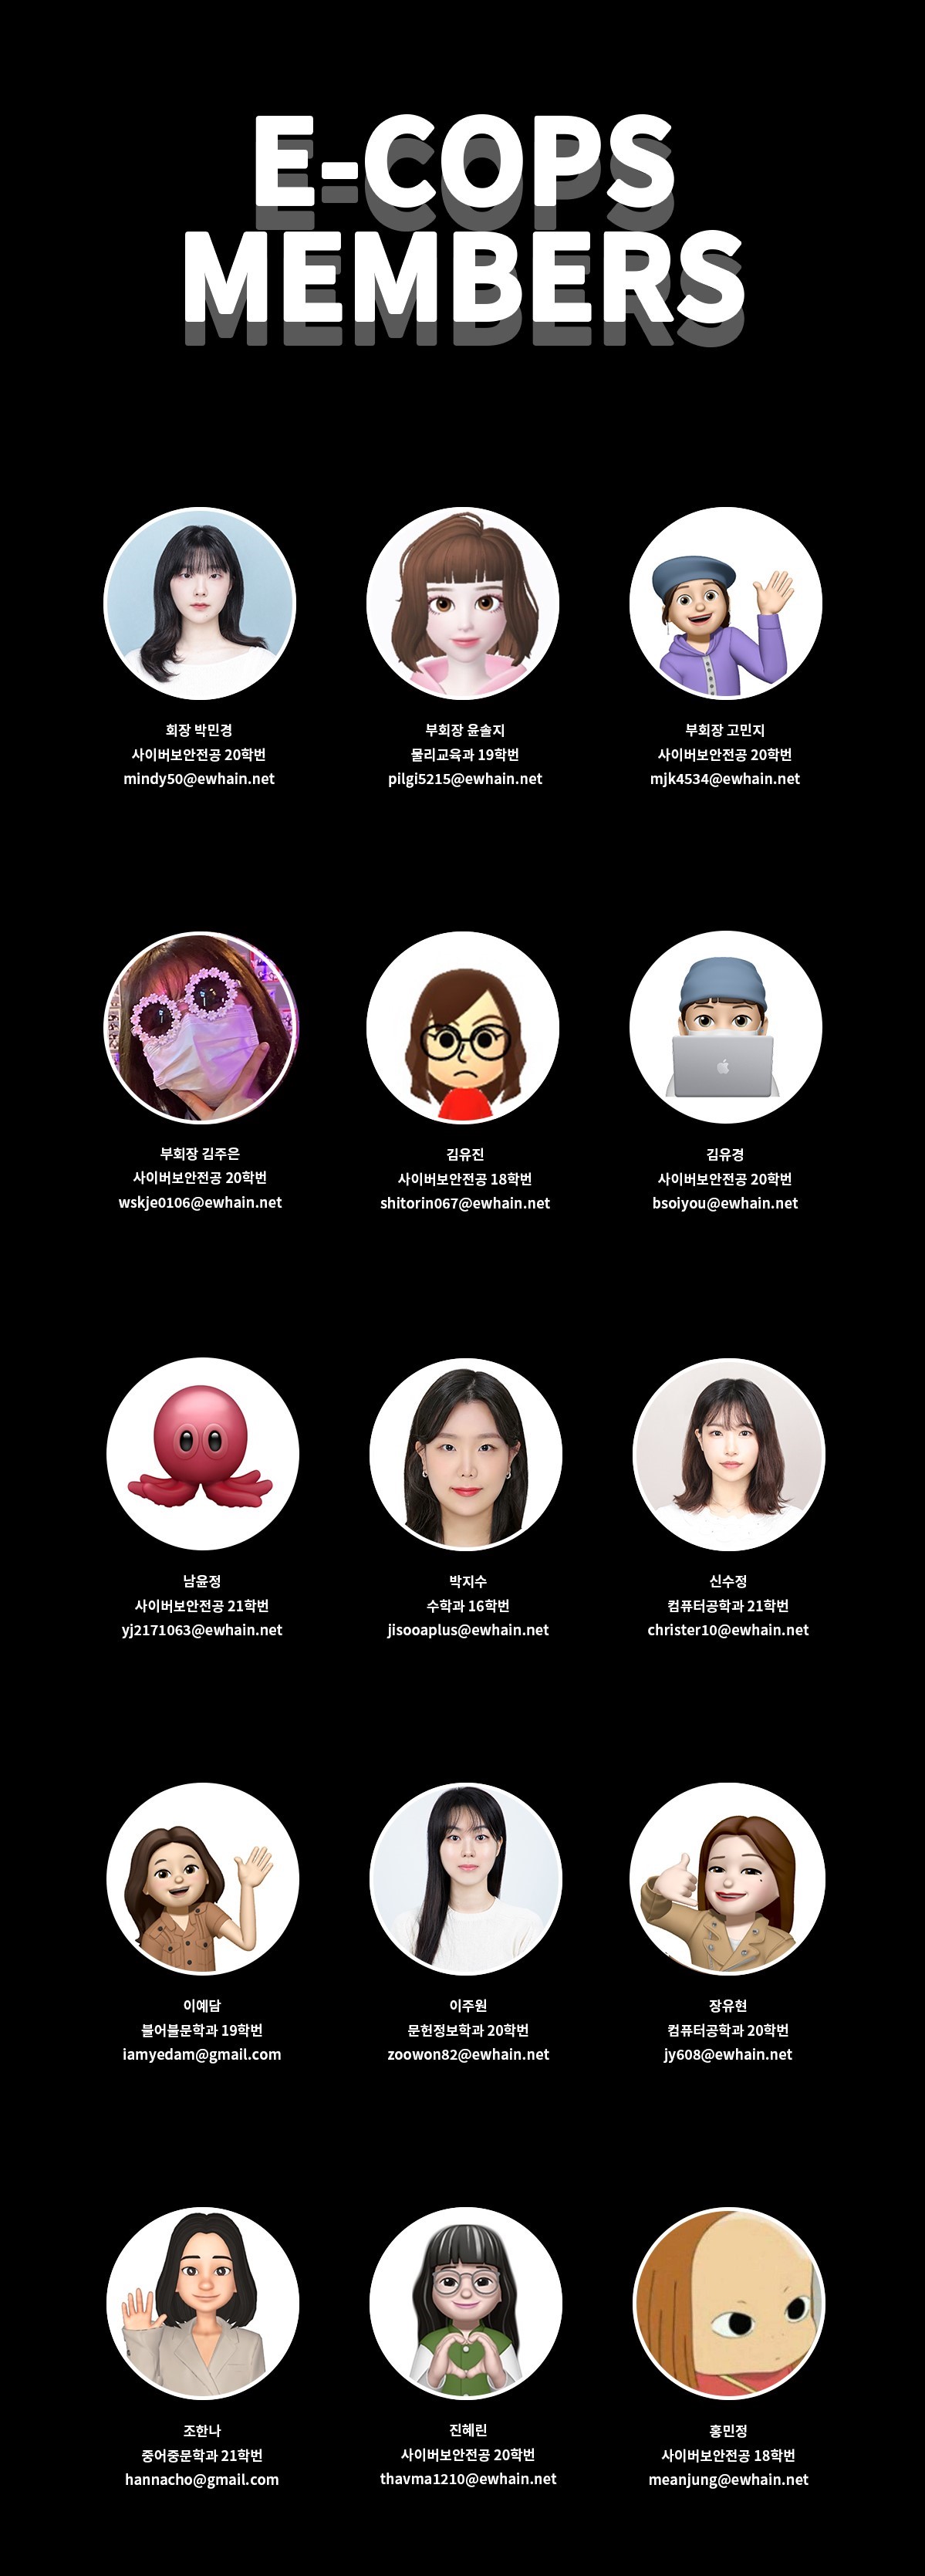 E-COPS
MEMBERS
회장 박민경
사이버보안전공 20학번
mindy50@ewhain.net
부회장 윤솔지
물리교육과 19학번
pilgi5215@ewhain.net
부회장 고민지
사이버보안전공 20학번
mjk4534@ewhain.net
부회장 김주은
사이버보안전공 20학번
wskje0106@ewhain.net
김유진
사이버보안전공 18학번
shitorin067@ewhain.net
김유경
사이버보안전공 20학번
bsoiyou@ewhain.net
남윤정
사이버보안전공 21학번
yj2171063@ewhain.net
박지수
수학과 16학번
jisooaplus@ewhain.net
신수정
컴퓨터공학과 21학번
christer10@ewhain.net
이예담
불어불문학과 19학번
iamyedam@gmail.com
이주원
문헌정보학과 20학번
zoowon82@ewhain.net
장유현
컴퓨터공학과 20학번
jy608@ewhain.net
조한나
중어중문학과 21학번
hannacho@gmail.com
진혜린
사이버보안전공 20학번
thavma1210@ewhain.net
홍민정
사이버보안전공 18학번
meanjung@ewhain.net